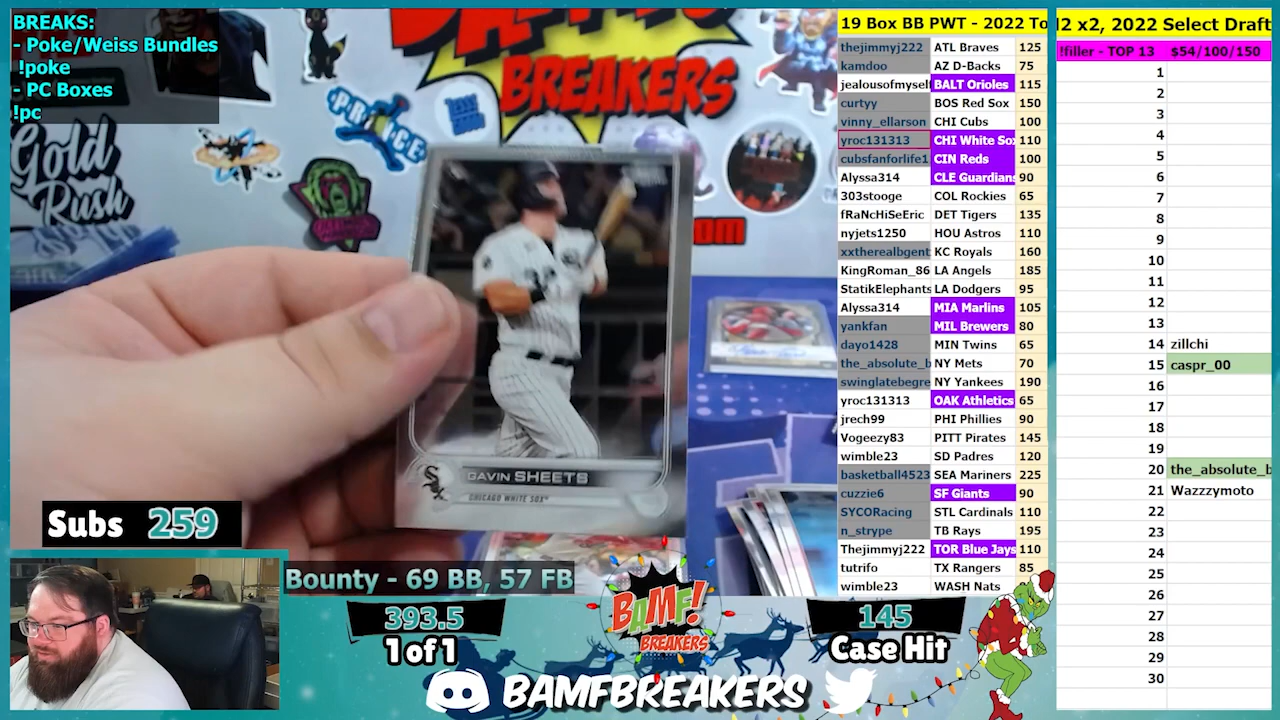 BREAKS:
- Poke/Weiss Bundles
!poke
- PC Boxes
!pc
BREAKERS
PRINCE
Gold
Rush
GAVIN SHEETS
CHICAGO WHITE SOX
Subs 259
Bounty - 69 BB, 57 FB
393.5
1 of 1
BAMF!
BREAKERS
145
Case Hit
BAMFBREAKERS
19 Box BB PWT - 2022 To
thejimmyj222 ATL Braves 125
kamdoo AZ D-Backs 75
jealousofmysel BALT Orioles 115
curtyy BOS Red Sox 150
vinny_ellarson CHI Cubs 100
yroc131313 CHI White Sox 110
cubsfanforlife1 CIN Reds 100
Alyssa314 CLE Guardians 90
303stooge COL Rockies 65
fRaNcHiSeEric DET Tigers 135
nyjets1250 HOU Astros 110
xxtherealbgent KC Royals 160
KingRoman_86 LA Angels 185
StatikElephants LA Dodgers 95
Alyssa314 MIA Marlins 105
yankfan MIL Brewers 80
dayo1428 MIN Twins 65
the_absolute_b NY Mets 70
swinglatebegre NY Yankees 190
yroc131313 OAK Athletics 65
jrech99 PHI Phillies 90
Vogeezy83 PITT Pirates 145
wimble23 SD Padres 120
basketball4523 SEA Mariners 225
cuzzie6 SF Giants 90
SYCORacing STL Cardinals 110
n_strype TB Rays 195
Thejimmyj222 TOR Blue Jays 110
tutrifo TX Rangers 85
wimble23 WASH Nats
2 x2, 2022 Select Draft
!filler - TOP 13 $54/100/150
1
2
3
4
5
6
7
8
9
10
11
12
13
14 zillchi
15 caspr_00
16
17
18
19
20 the_absolute_b
21 Wazzzymoto
22
23
24
25
26
27
28
29
30